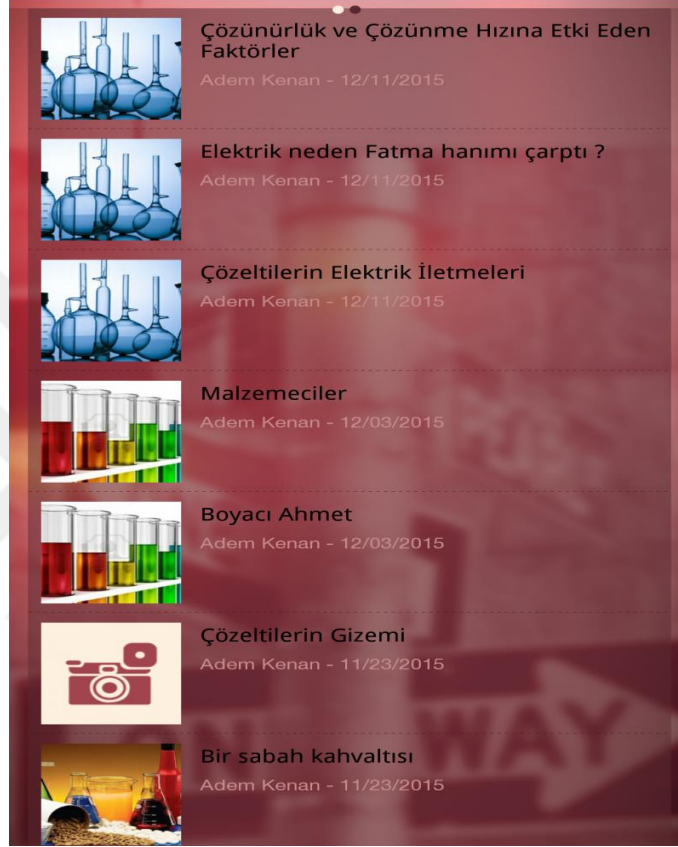 Çözünürlük ve Çözünme Hızına Etki Eden
Faktörler
Adem Kenan - 12/11/2015
Elektrik neden Fatma hanımı çarptı ?
Adem Kenan - 12/11/2015
Çözeltilerin Elektrik İletmeleri
Adem Kenan - 12/11/2015
Malzemeciler
Adem Kenan - 12/03/2015
Boyacı Ahmet
Adem Kenan - 12/03/2015
Çözeltilerin Gizemi
Adem Kenan - 11/23/2015
WAY
Bir sabah kahvaltısı
Adem Kenan - 11/23/2015